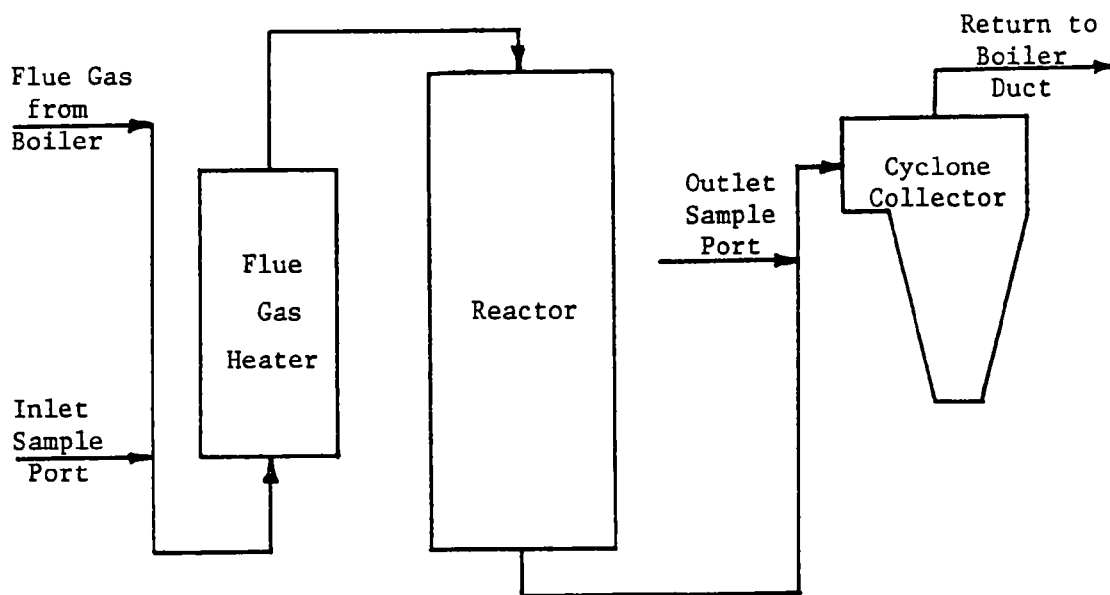 Flue Gas
from
Boiler
Inlet
Sample
Port
Flue
Gas
Heater
Reactor
Outlet
Sample
Port
Cyclone
Collector
Return to
Boiler
Duct